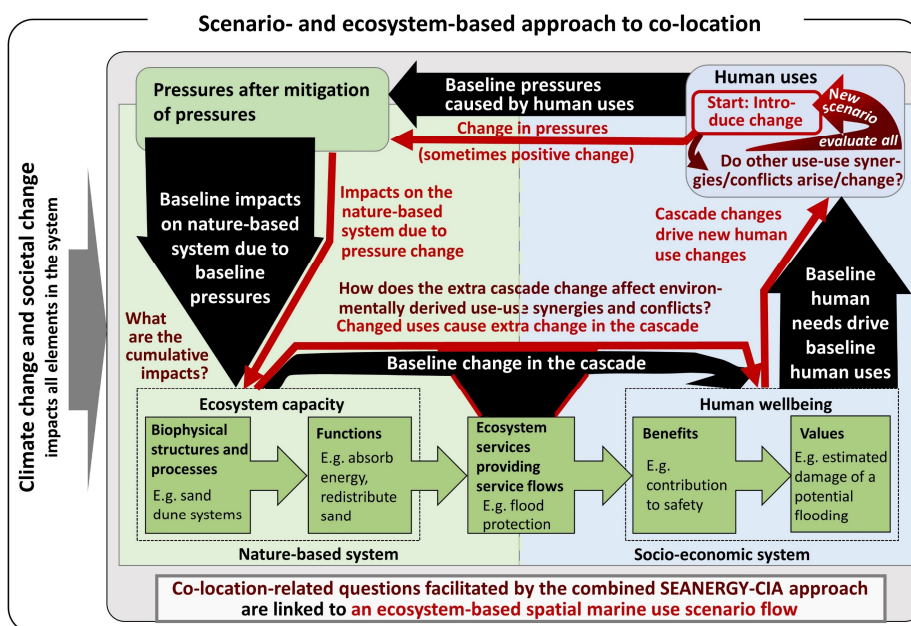 Scenario- and ecosystem-based approach to co-location
Climate change and societal change
impacts all elements in the system
Pressures after mitigation
of pressures
Baseline pressures
caused by human uses
Change in pressures
(sometimes positive change)
Human uses
Start: Intro-
duce change
New
scenario
evaluate all
Do other use-use syner-
gies/conflicts arise/change?
Baseline impacts
on nature-based
system due to
baseline
pressures
Impacts on the
nature-based
system due to
pressure change
Cascade changes
drive new human
use changes
Baseline
human
needs drive
baseline
human uses
How does the extra cascade change affect environ-
mentally derived use-use synergies and conflicts?
Changed uses cause extra change in the cascade
What
are the
cumulative
impacts?
Baseline change in the cascade
Ecosystem capacity
Biophysical
structures and
processes
E.g. sand
dune systems
Functions
E.g. absorb
energy,
redistribute
sand
Ecosystem
services
providing
service flows
E.g. flood
protection
Human wellbeing
Benefits
E.g.
contribution
to safety
Values
E.g. estimated
damage of a
potential
flooding
Nature-based system
Socio-economic system
Co-location-related questions facilitated by the combined SEANERGY-CIA approach
are linked to an ecosystem-based spatial marine use scenario flow